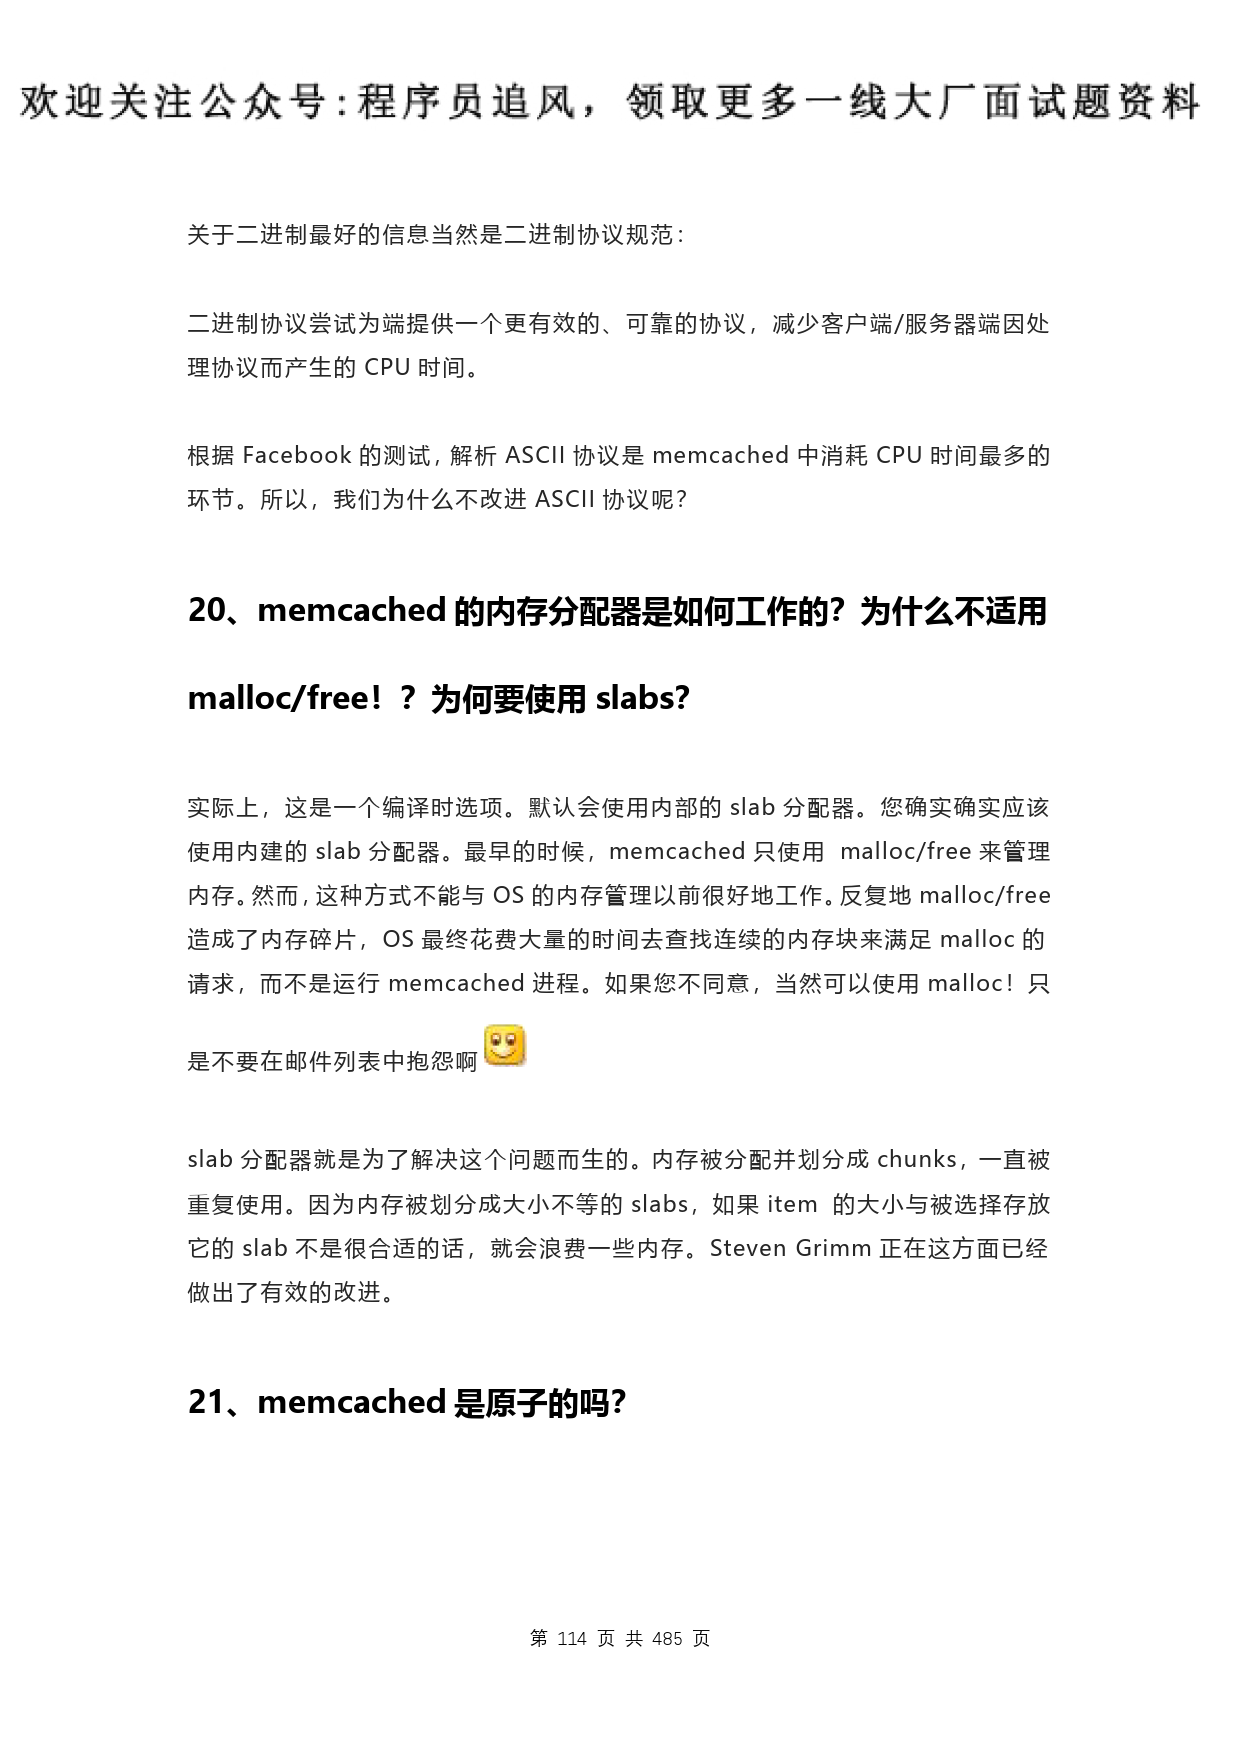 欢迎关注公众号:程序员追风，领取更多一线大厂面试题资料
关于二进制最好的信息当然是二进制协议规范：
二进制协议尝试为端提供一个更有效的、可靠的协议，减少客户端/服务器端因处
理协议而产生的 CPU 时间。
根据 Facebook 的测试，解析 ASCII 协议是 memcached 中消耗 CPU 时间最多的
环节。所以，我们为什么不改进 ASCII 协议呢？
20、memcached 的内存分配器是如何工作的？为什么不适用
malloc/free！？为何要使用 slabs？
实际上，这是一个编译时选项。默认会使用内部的 slab 分配器。您确实确实应该
使用内建的 slab 分配器。最早的时候，memcached 只使用 malloc/free 来管理
内存。然而，这种方式不能与 OS 的内存管理以前很好地工作。反复地 malloc/free
造成了内存碎片，OS 最终花费大量的时间去查找连续的内存块来满足 malloc 的
请求，而不是运行 memcached 进程。如果您不同意，当然可以使用 malloc！只
是不要在邮件列表中抱怨啊
slab 分配器就是为了解决这个问题而生的。内存被分配并划分成 chunks，一直被
重复使用。因为内存被划分成大小不等的 slabs，如果 item 的大小与被选择存放
它的 slab 不是很合适的话，就会浪费一些内存。Steven Grimm 正在这方面已经
做出了有效的改进。
21、memcached 是原子的吗？
第 114 页 共 485 页